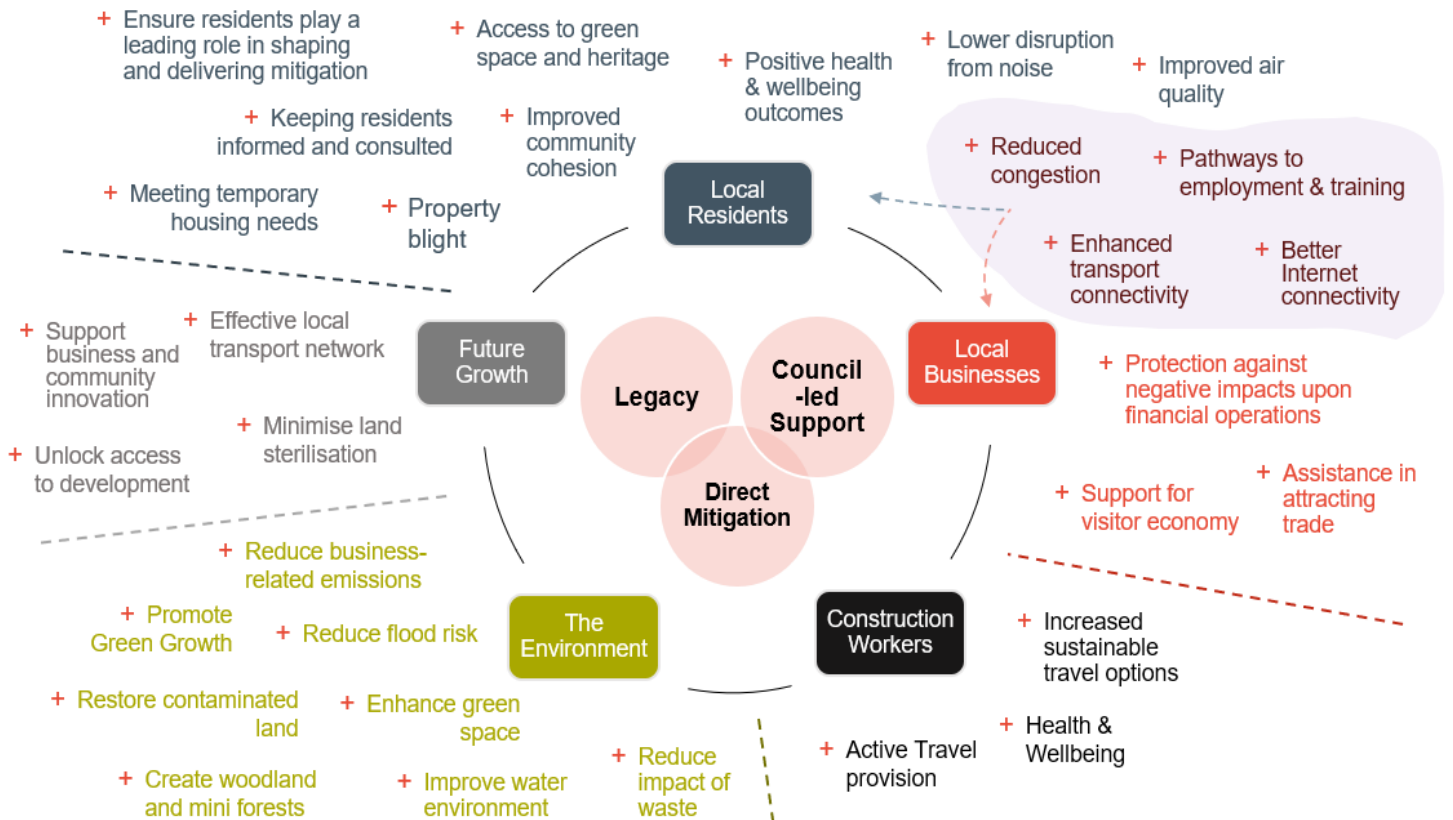 + Ensure residents play a
leading role in shaping
and delivering mitigation
+ Access to green
space and heritage
+ Positive health
& wellbeing
outcomes
+ Lower disruption
from noise
+ Improved air
quality
+ Keeping residents
informed and consulted
+ Improved
community
cohesion
+ Meeting temporary
housing needs
+ Property
blight
Local
Residents
+ Reduced
congestion
+ Pathways to
employment & training
+ Enhanced
transport
connectivity
+ Better
Internet
connectivity
+ Support
business and
community
innovation
+ Effective local
transport network
+ Minimise land
sterilisation
+ Unlock access
to development
Future
Growth
Legacy
Council
-led
Support
Direct
Mitigation
Local
Businesses
+ Protection against
negative impacts upon
financial operations
+ Support for
visitor economy
+ Assistance in
attracting
trade
+ Reduce business-
related emissions
+ Promote
Green Growth
+ Reduce flood risk
The
Environment
+ Restore contaminated
land
+ Enhance green
space
+ Create woodland
and mini forests
+ Improve water
environment
+ Reduce
impact of
waste
Construction
Workers
+ Increased
sustainable
travel options
+ Health &
Wellbeing
+ Active Travel
provision